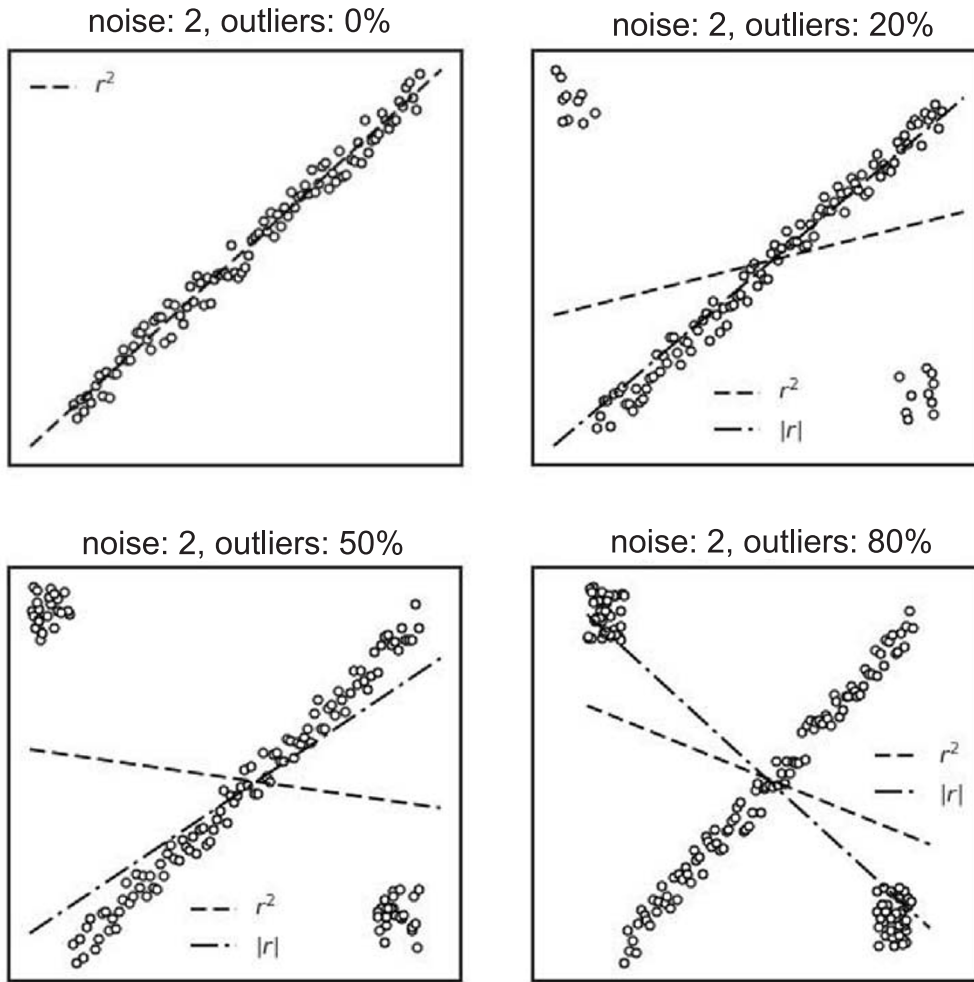 noise: 2, outliers: 0%
r²
noise: 2, outliers: 20%
r²
|r|
noise: 2, outliers: 50%
r²
|r|
noise: 2, outliers: 80%
r²
|r|